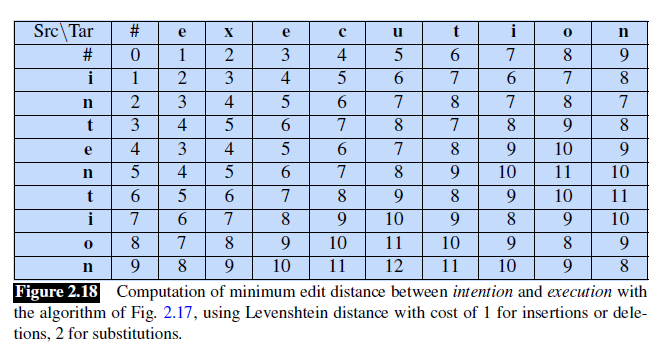 Src\Tar # e x e c u t i o n
# 0 1 2 3 4 5 6 7 8 9
i 1 2 3 4 5 6 7 6 7 8
n 2 3 4 5 6 7 8 7 8 7
t 3 4 5 6 7 8 7 8 9 8
e 4 3 4 5 6 7 8 9 10 9
n 5 4 5 6 7 8 9 10 11 10
t 6 5 6 7 8 9 8 9 10 11
i 7 6 7 8 9 10 9 8 9 10
o 8 7 8 9 10 11 10 9 8 9
n 9 8 9 10 11 12 11 10 9 8
Figure 2.18 Computation of minimum edit distance between intention and execution with
the algorithm of Fig. 2.17, using Levenshtein distance with cost of 1 for insertions or dele-
tions, 2 for substitutions.